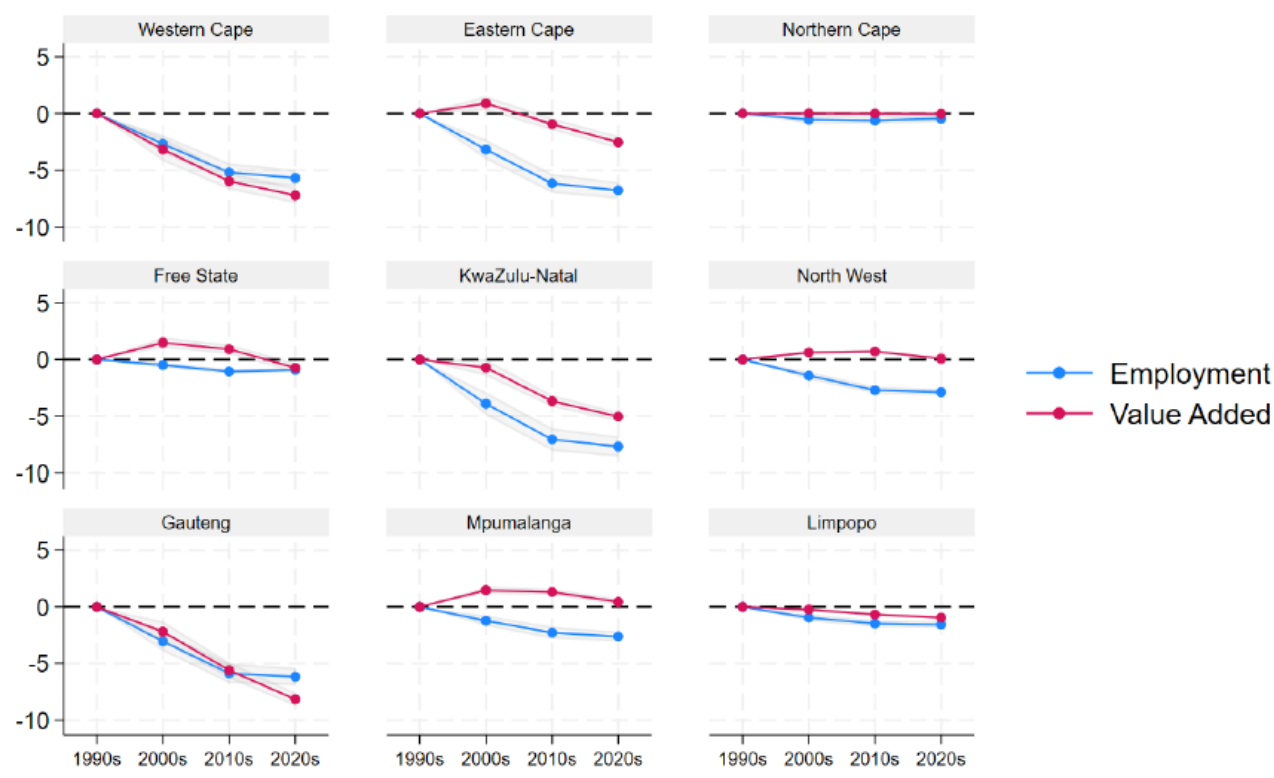 Western Cape
Eastern Cape
Northern Cape
5
0
-5
-10
Free State
KwaZulu-Natal
North West
5
0
-5
-10
Employment
Value Added
Gauteng
Mpumalanga
Limpopo
5
0
-5
-10
1990s 2000s 2010s 2020s
1990s 2000s 2010s 2020s
1990s 2000s 2010s 2020s